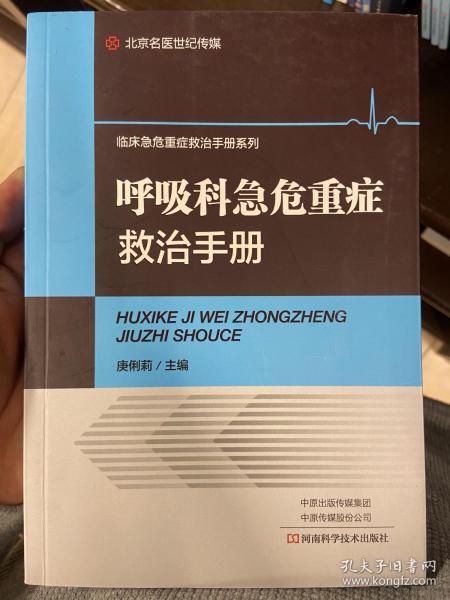 北京名医世纪传媒
临床急危重症救治手册系列
呼吸科急危重症
救治手册
HUXIKE JI WEI ZHONGZHENG
JIUZHI SHOUCE
庚俐莉 / 主编
中原出版传媒集团
中原传媒股份公司
河南科学技术出版社
孔夫子旧书网
www.kongfz.com